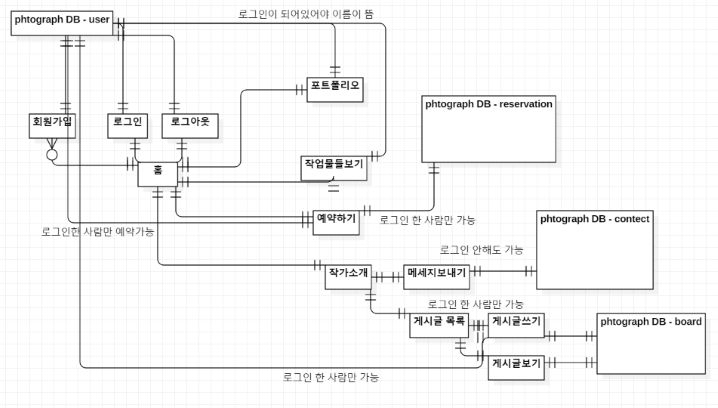 로그인이 되어있어야 이름이 뜸
phtograph DB - user
포트폴리오
phtograph DB - reservation
회원가입
로그인
로그아웃
홈
작업물들보기
예약하기
로그인 한 사람만 가능
로그인한 사람만 예약가능
phtograph DB - contect
로그인 안해도 가능
작가소개
메세지보내기
로그인 한 사람만 가능
게시글 목록
게시글쓰기
phtograph DB - board
게시글보기
로그인 한 사람만 가능